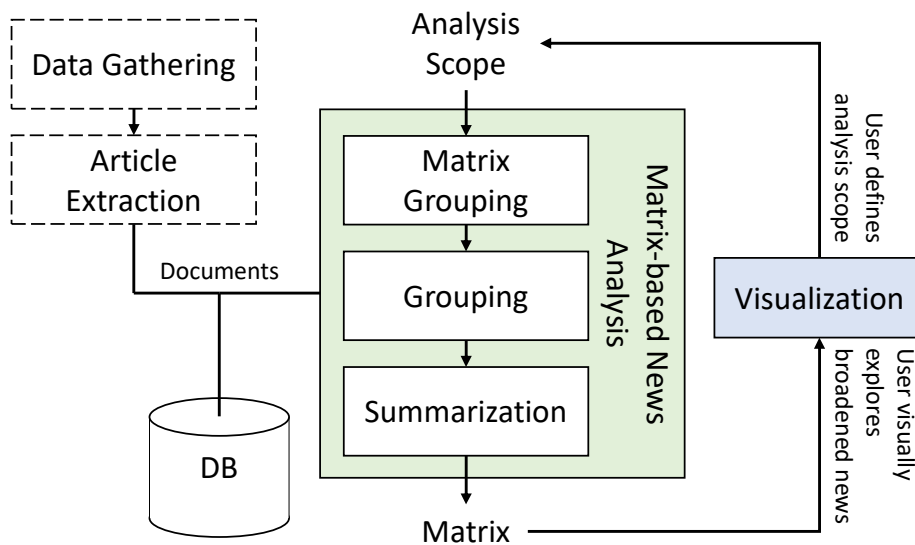 Data Gathering
Article
Extraction
Documents
DB
Analysis
Scope
Matrix
Grouping
Grouping
Summarization
Matrix-based News
Analysis
Matrix
User defines
analysis scope
Visualization
User visually
explores
broadened news